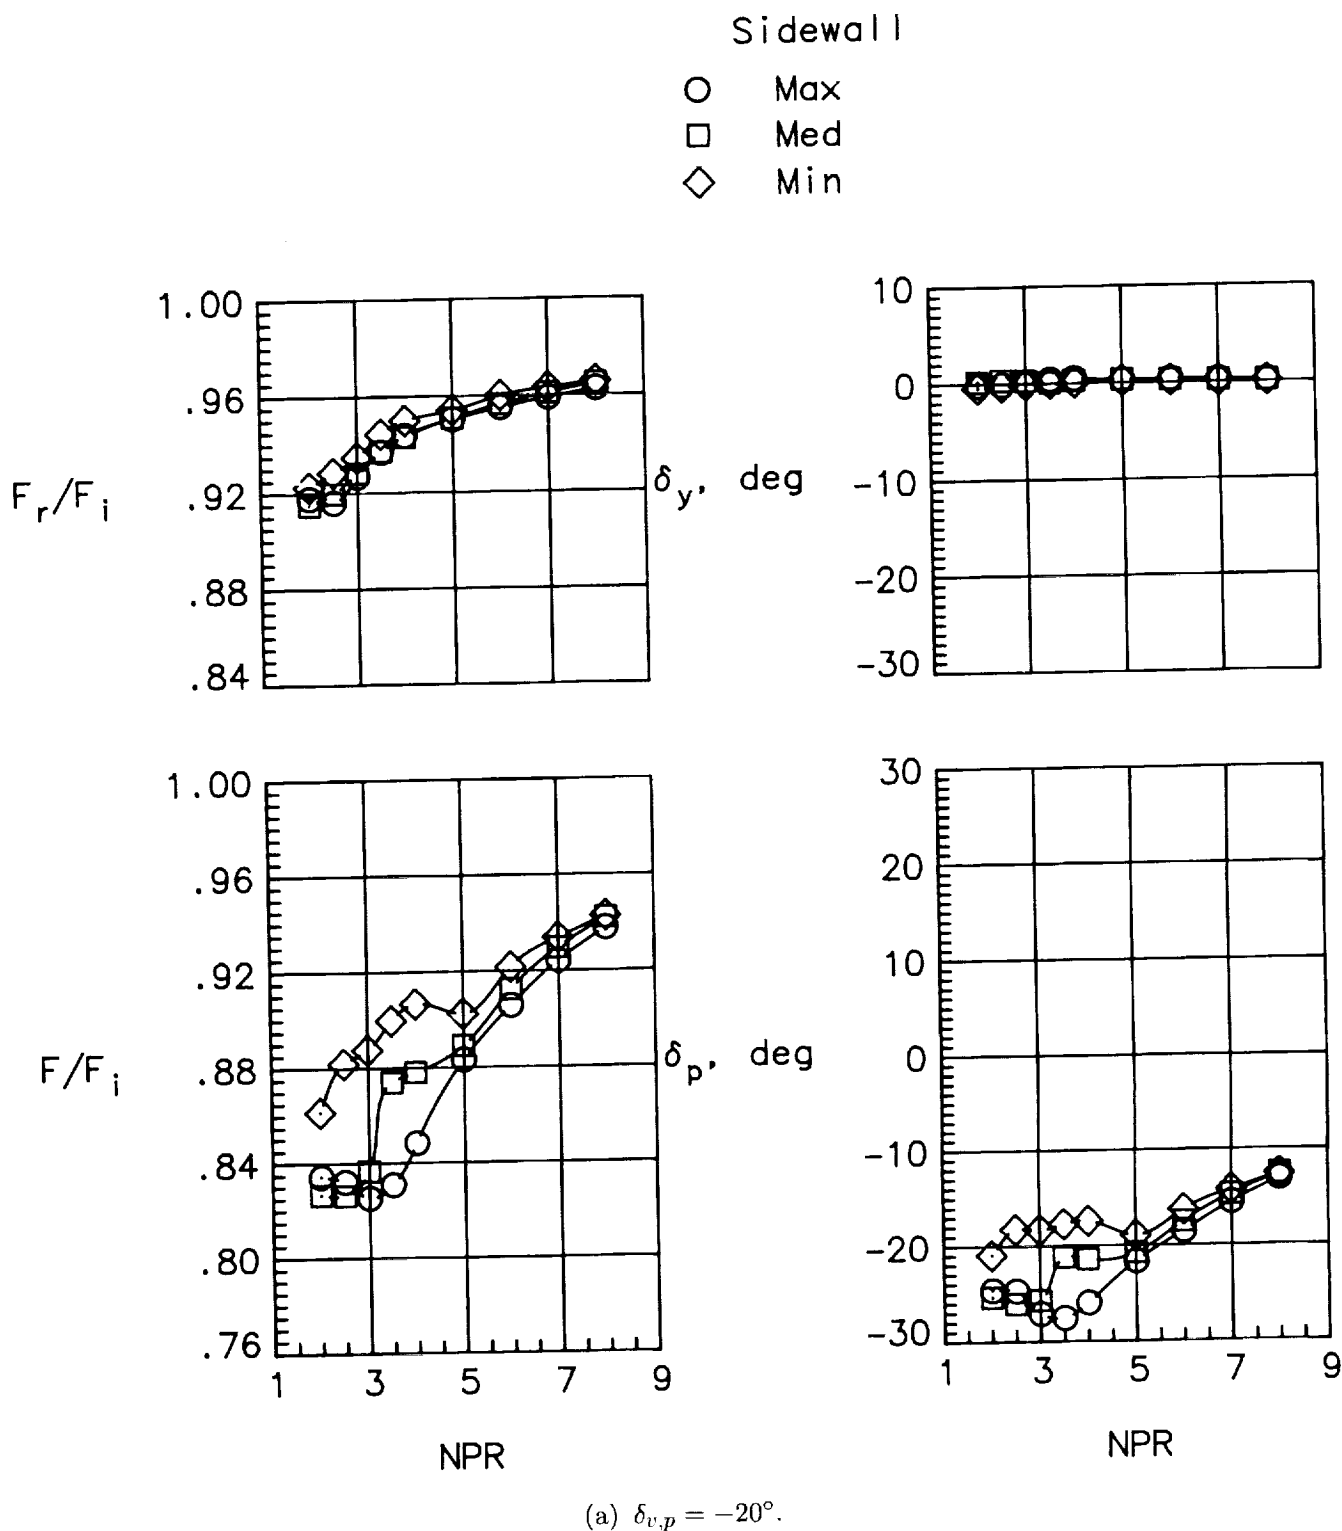 Sidewall
Max
Med
Min
1.00
.96
.92
.88
.84
F_r/F_i
10
0
-10
-20
-30
δ_y, deg
1.00
.96
.92
.88
.84
.80
.76
F/F_i
1 3 5 7 9
NPR
30
20
10
0
-10
-20
-30
δ_p, deg
1 3 5 7 9
NPR
(a) δ_{v,p} = −20°.